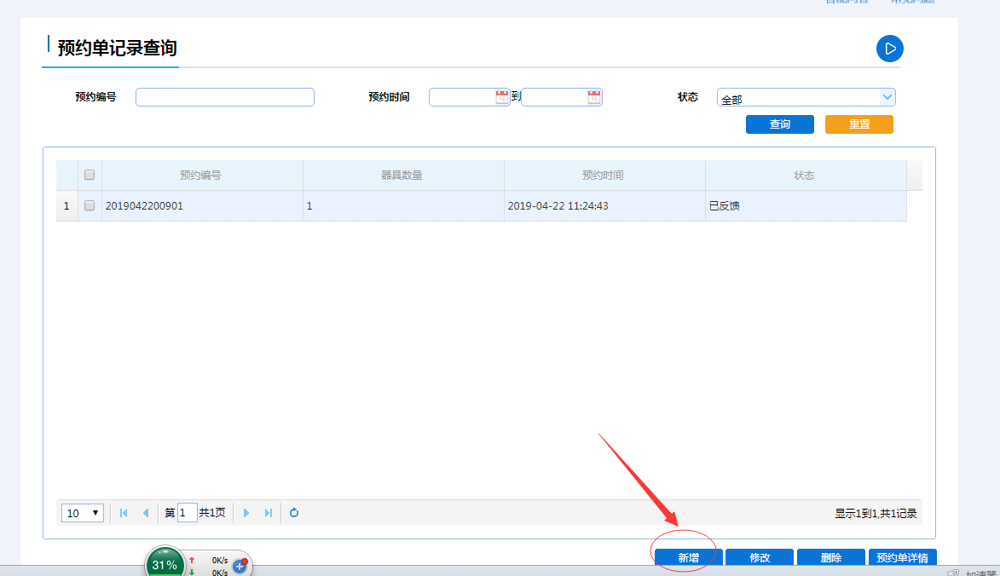 预约单记录查询
预约编号 预约时间 到 状态 全部
查询 重置
预约编号 器具数量 预约时间 状态
1 2019042200901 1 2019-04-22 11:24:43 已反馈
10 第 1 共1页 显示1到1,共1记录
新增 修改 删除 预约单详情
31% 0K/s
0K/s
加速器